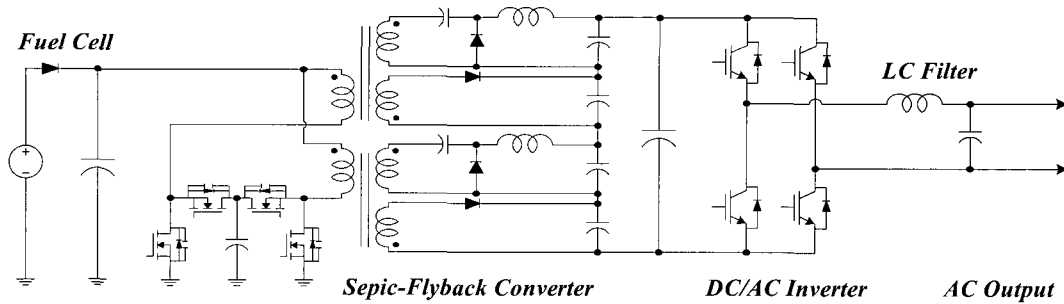 Fuel Cell
LC Filter
Sepic-Flyback Converter
DC/AC Inverter
AC Output